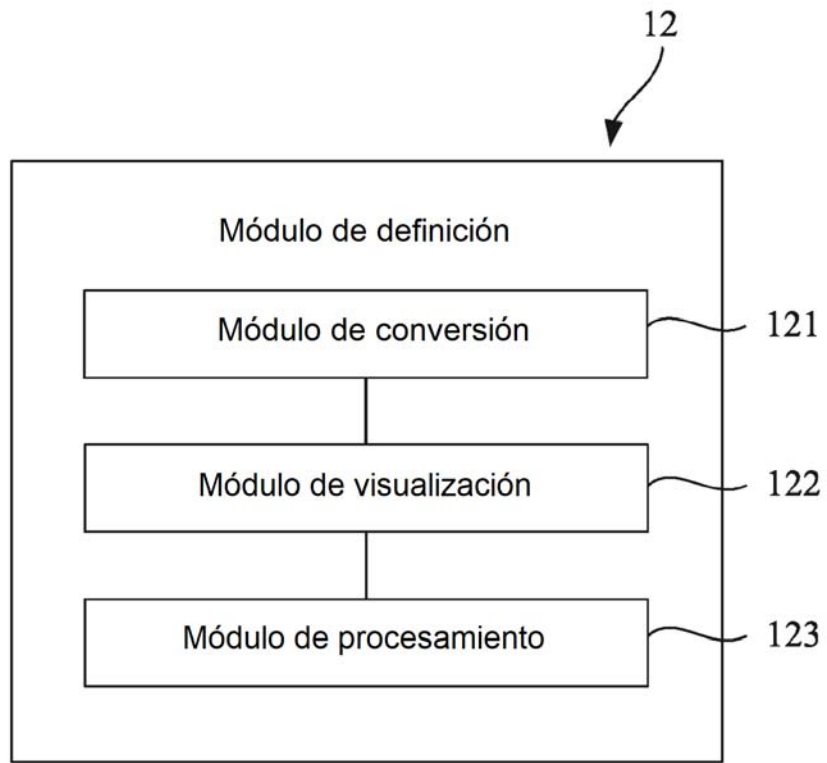 12
Módulo de definición
Módulo de conversión
121
Módulo de visualización
122
Módulo de procesamiento
123